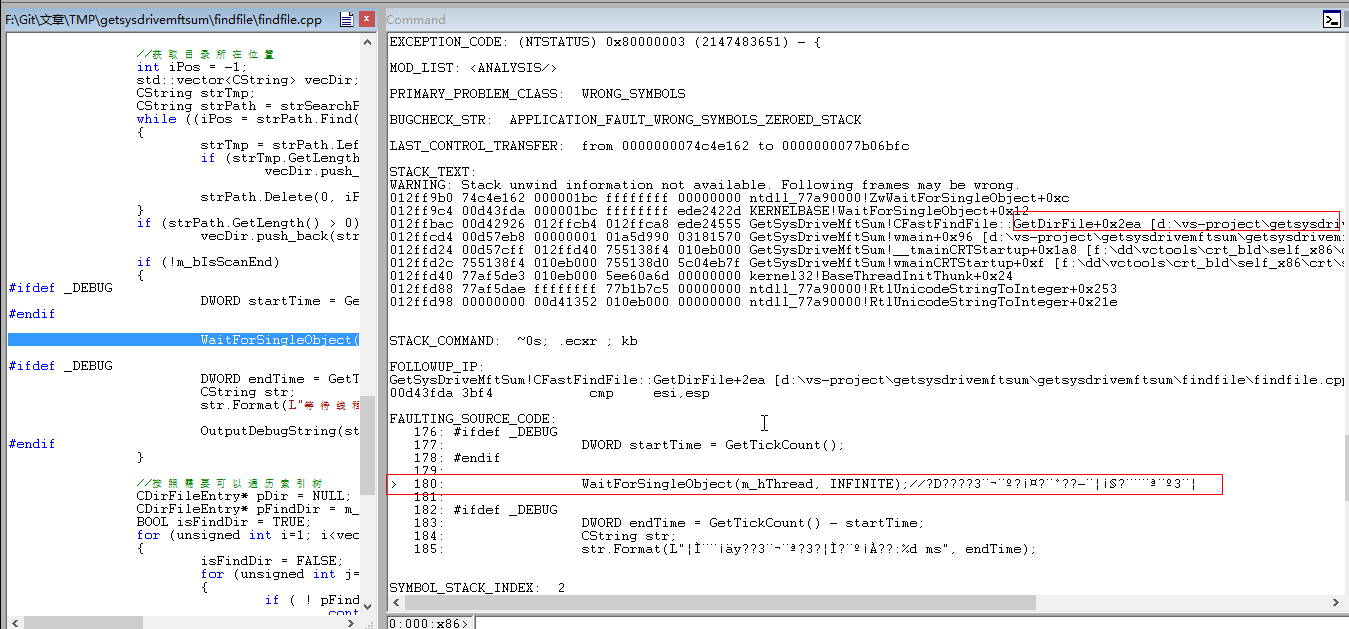 F:\Git\文章\TMP\getsysdrivemftsum\findfile\findfile.cpp
//获取目录所在位置
int iPos = -1;
std::vector<CString> vecDir;
CString strTmp;
CString strPath = strSearchF
while ((iPos = strPath.Find(
{
strTmp = strPath.Lef
if (strTmp.GetLength
vecDir.push_
strPath.Delete(0, iF
}
if (strPath.GetLength() > 0)
vecDir.push_back(str
if (!m_bIsScanEnd)
{
#ifdef _DEBUG
DWORD startTime = Ge
#endif
WaitForSingleObject(
#ifdef _DEBUG
DWORD endTime = GetT
CString str;
str.Format(L"等待线程
OutputDebugString(st
#endif
}
//按照需要可以遍历索引树
CDirFileEntry* pDir = NULL;
CDirFileEntry* pFindDir = m_
BOOL isFindDir = TRUE;
for (unsigned int i=1; i<vec
{
isFindDir = FALSE;
for (unsigned int j=
{
if ( ! pFind
cont
Command
EXCEPTION_CODE: (NTSTATUS) 0x80000003 (2147483651) - {
MOD_LIST: <ANALYSIS/>
PRIMARY_PROBLEM_CLASS:  WRONG_SYMBOLS
BUGCHECK_STR:  APPLICATION_FAULT_WRONG_SYMBOLS_ZEROED_STACK
LAST_CONTROL_TRANSFER:  from 0000000074c4e162 to 0000000077b06bfc
STACK_TEXT:
WARNING: Stack unwind information not available. Following frames may be wrong.
012ff9b0 74c4e162 000001bc ffffffff 00000000 ntdll_77a90000!ZwWaitForSingleObject+0xc
012ff9c4 00d43fda 000001bc ffffffff ede2422d KERNELBASE!WaitForSingleObject+0x12
012ffbac 00d42926 012ffcb4 012ffca8 ede24555 GetSysDriveMftSum!CFastFindFile::GetDirFile+0x2ea [d:\vs-project\getsysdri
012ffcd4 00d57eb8 00000001 01a5d990 03181570 GetSysDriveMftSum!wmain+0x96 [d:\vs-project\getsysdrivemftsum\getsysdrivem
012ffd24 00d57cff 012ffd40 755138f4 010eb000 GetSysDriveMftSum!__tmainCRTStartup+0x1a8 [f:\dd\vctools\crt_bld\self_x86\c
012ffd2c 755138f4 010eb000 755138d0 5c04eb7f GetSysDriveMftSum!wmainCRTStartup+0xf [f:\dd\vctools\crt_bld\self_x86\crt\s
012ffd40 77af5de3 010eb000 5ee60a6d 00000000 kernel32!BaseThreadInitThunk+0x24
012ffd88 77af5dae ffffffff 77b1b7c5 00000000 ntdll_77a90000!RtlUnicodeStringToInteger+0x253
012ffd98 00000000 00d41352 010eb000 00000000 ntdll_77a90000!RtlUnicodeStringToInteger+0x21e
STACK_COMMAND:  ~0s; .ecxr ; kb
FOLLOWUP_IP:
GetSysDriveMftSum!CFastFindFile::GetDirFile+2ea [d:\vs-project\getsysdrivemftsum\getsysdrivemftsum\findfile\findfile.cp
00d43fda 3bf4 cmp esi,esp
FAULTING_SOURCE_CODE:
176: #ifdef _DEBUG
177: DWORD startTime = GetTickCount();
178: #endif
179:
> 180: WaitForSingleObject(m_hThread, INFINITE);
181:
182: #ifdef _DEBUG
183: DWORD endTime = GetTickCount() - startTime;
184: CString str;
185: str.Format(L" :%d ms", endTime);
SYMBOL_STACK_INDEX:  2
0:000:x86>